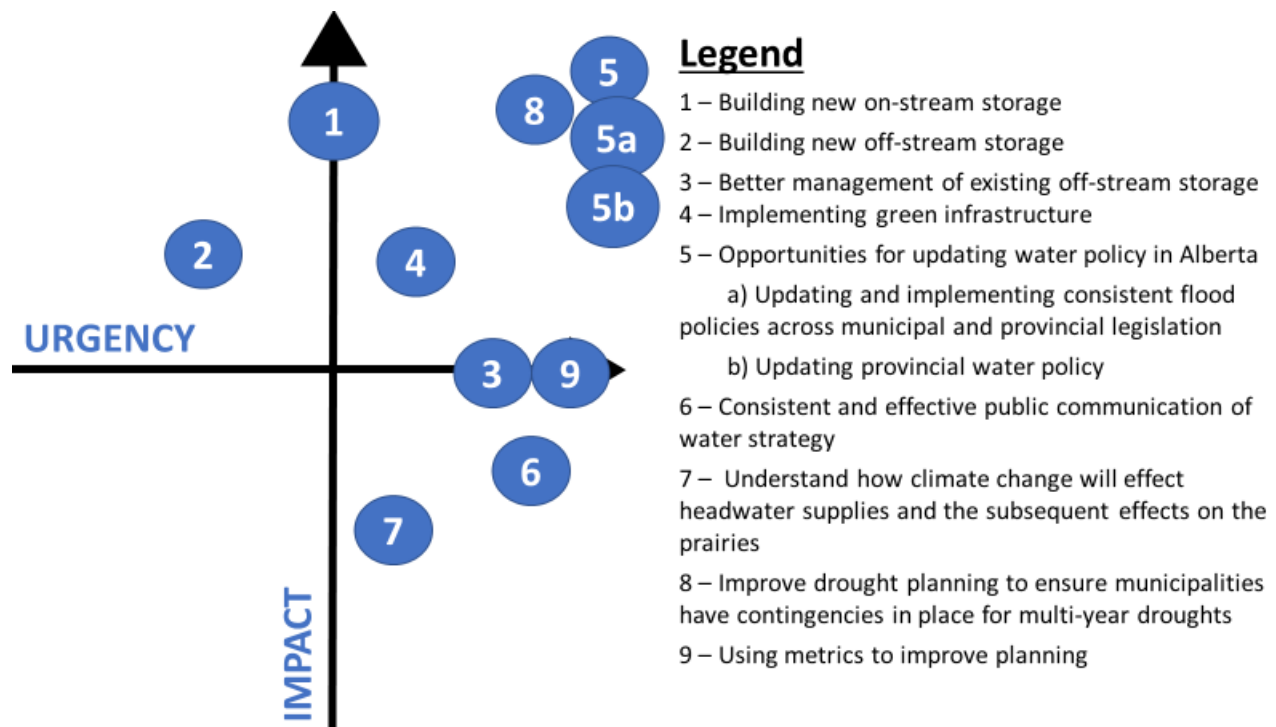 Legend
1 – Building new on-stream storage
2 – Building new off-stream storage
3 – Better management of existing off-stream storage
4 – Implementing green infrastructure
5 – Opportunities for updating water policy in Alberta
a) Updating and implementing consistent flood
policies across municipal and provincial legislation
b) Updating provincial water policy
6 – Consistent and effective public communication of
water strategy
7 – Understand how climate change will effect
headwater supplies and the subsequent effects on the
prairies
8 – Improve drought planning to ensure municipalities
have contingencies in place for multi-year droughts
9 – Using metrics to improve planning
5
8
1
5a
5b
2
4
URGENCY
3
9
6
7
IMPACT